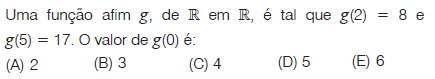 Uma função afim g, de ℝ em ℝ, é tal que g(2) = 8 e
g(5) = 17. O valor de g(0) é:
(A) 2 (B) 3 (C) 4 (D) 5 (E) 6